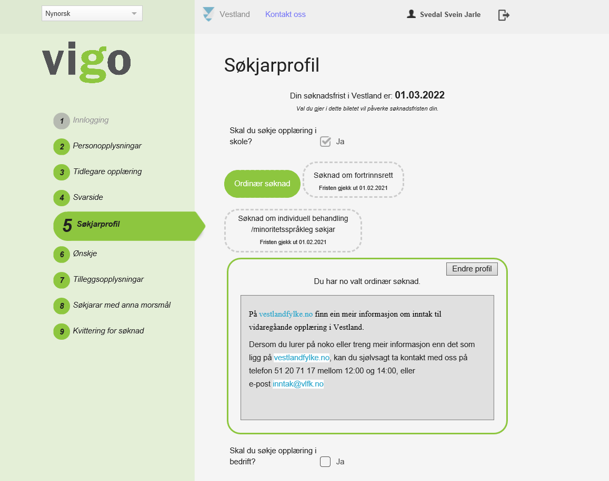 Nynorsk
Vestland
Kontakt oss
Svedal Svein Jarle
vigo
1 Innlogging
2 Personopplysningar
3 Tidlegare opplæring
4 Svarside
5 Søkjarprofil
6 Ønskje
7 Tilleggsopplysningar
8 Søkjarar med anna morsmål
9 Kvittering for søknad
Søkjarprofil
Din søknadsfrist i Vestland er: 01.03.2022
Val du gjer i dette biletet vil påverke søknadsfristen din.
Skal du søkje opplæring i
skole?
Ja
Ordinær søknad
Søknad om fortrinnsrett
Fristen gjekk ut 01.02.2021
Søknad om individuell behandling
/minoritetsspråkleg søkjar
Fristen gjekk ut 01.02.2021
Endre profil
Du har no valt ordinær søknad.
På vestlandfylke.no finn ein meir informasjon om inntak til
vidaregåande opplæring i Vestland.
Dersom du lurer på noko eller treng meir informasjon enn det som
ligg på vestlandfylke.no, kan du sjølvsagt ta kontakt med oss på
telefon 51 20 71 17 mellom 12:00 og 14:00, eller
e-post inntak@vlfk.no
Skal du søkje opplæring i
bedrift?
Ja